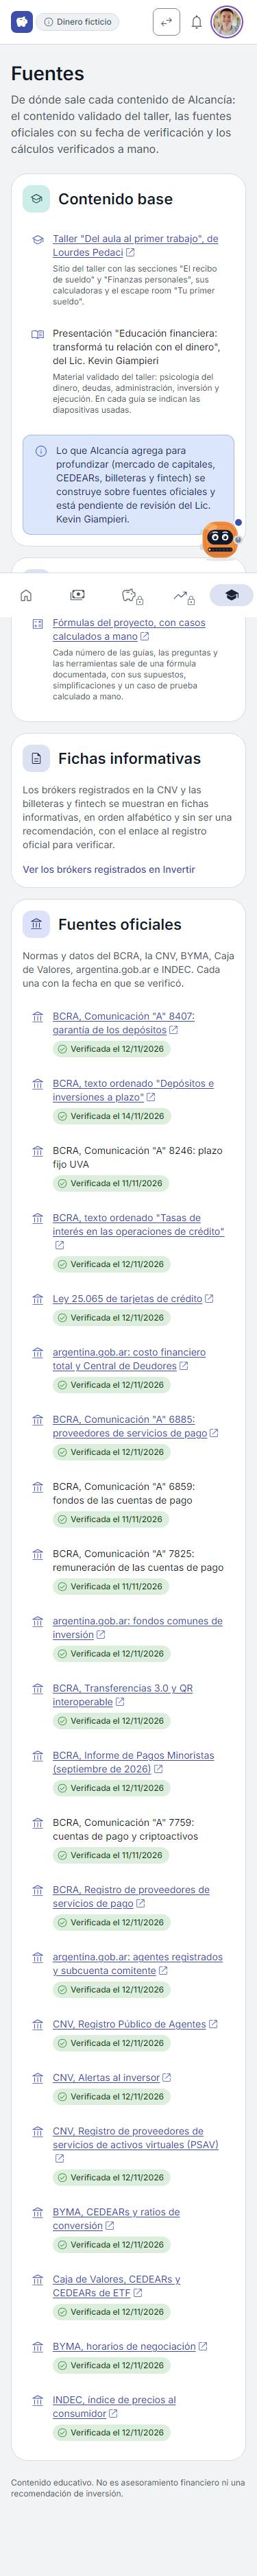 Dinero ficticio
Fuentes
De dónde sale cada contenido de Alcancía:
el contenido validado del taller, las fuentes
oficiales con su fecha de verificación y los
cálculos verificados a mano.
Contenido base
Taller "Del aula al primer trabajo", de
Lourdes Pedaci
Sitio del taller con las secciones "El recibo
de sueldo" y "Finanzas personales", sus
calculadoras y el escape room "Tu primer
sueldo".
Presentación "Educación financiera:
transformá tu relación con el dinero",
del Lic. Kevin Giampieri
Material validado del taller: psicología del
dinero, deudas, administración, inversión y
ejecución. En cada guía se indican las
diapositivas usadas.
Lo que Alcancía agrega para
profundizar (mercado de capitales,
CEDEARs, billeteras y fintech) se
construye sobre fuentes oficiales y
está pendiente de revisión del Lic.
Kevin Giampieri.
Fórmulas del proyecto, con casos
calculados a mano
Cada número de las guías, las preguntas y
las herramientas sale de una fórmula
documentada, con sus supuestos,
simplificaciones y un caso de prueba
calculado a mano.
Fichas informativas
Los brókers registrados en la CNV y las
billeteras y fintech se muestran en fichas
informativas, en orden alfabético y sin ser una
recomendación, con el enlace al registro
oficial para verificar.
Ver los brókers registrados en Invertir
Fuentes oficiales
Normas y datos del BCRA, la CNV, BYMA, Caja
de Valores, argentina.gob.ar e INDEC. Cada
una con la fecha en que se verificó.
BCRA, Comunicación "A" 8407:
garantía de los depósitos
Verificada el 12/11/2026
BCRA, texto ordenado "Depósitos e
inversiones a plazo"
Verificada el 14/11/2026
BCRA, Comunicación "A" 8246: plazo
fijo UVA
Verificada el 11/11/2026
BCRA, texto ordenado "Tasas de
interés en las operaciones de crédito"
Verificada el 12/11/2026
Ley 25.065 de tarjetas de crédito
Verificada el 12/11/2026
argentina.gob.ar: costo financiero
total y Central de Deudores
Verificada el 12/11/2026
BCRA, Comunicación "A" 6885:
proveedores de servicios de pago
Verificada el 12/11/2026
BCRA, Comunicación "A" 6859:
fondos de las cuentas de pago
Verificada el 11/11/2026
BCRA, Comunicación "A" 7825:
remuneración de las cuentas de pago
Verificada el 11/11/2026
argentina.gob.ar: fondos comunes de
inversión
Verificada el 12/11/2026
BCRA, Transferencias 3.0 y QR
interoperable
Verificada el 12/11/2026
BCRA, Informe de Pagos Minoristas
(septiembre de 2026)
Verificada el 12/11/2026
BCRA, Comunicación "A" 7759:
cuentas de pago y criptoactivos
Verificada el 11/11/2026
BCRA, Registro de proveedores de
servicios de pago
Verificada el 12/11/2026
argentina.gob.ar: agentes registrados
y subcuenta comitente
Verificada el 12/11/2026
CNV, Registro Público de Agentes
Verificada el 12/11/2026
CNV, Alertas al inversor
Verificada el 12/11/2026
CNV, Registro de proveedores de
servicios de activos virtuales (PSAV)
Verificada el 12/11/2026
BYMA, CEDEARs y ratios de
conversión
Verificada el 12/11/2026
Caja de Valores, CEDEARs y
CEDEARs de ETF
Verificada el 12/11/2026
BYMA, horarios de negociación
Verificada el 12/11/2026
INDEC, índice de precios al
consumidor
Verificada el 12/11/2026
Contenido educativo. No es asesoramiento financiero ni una
recomendación de inversión.